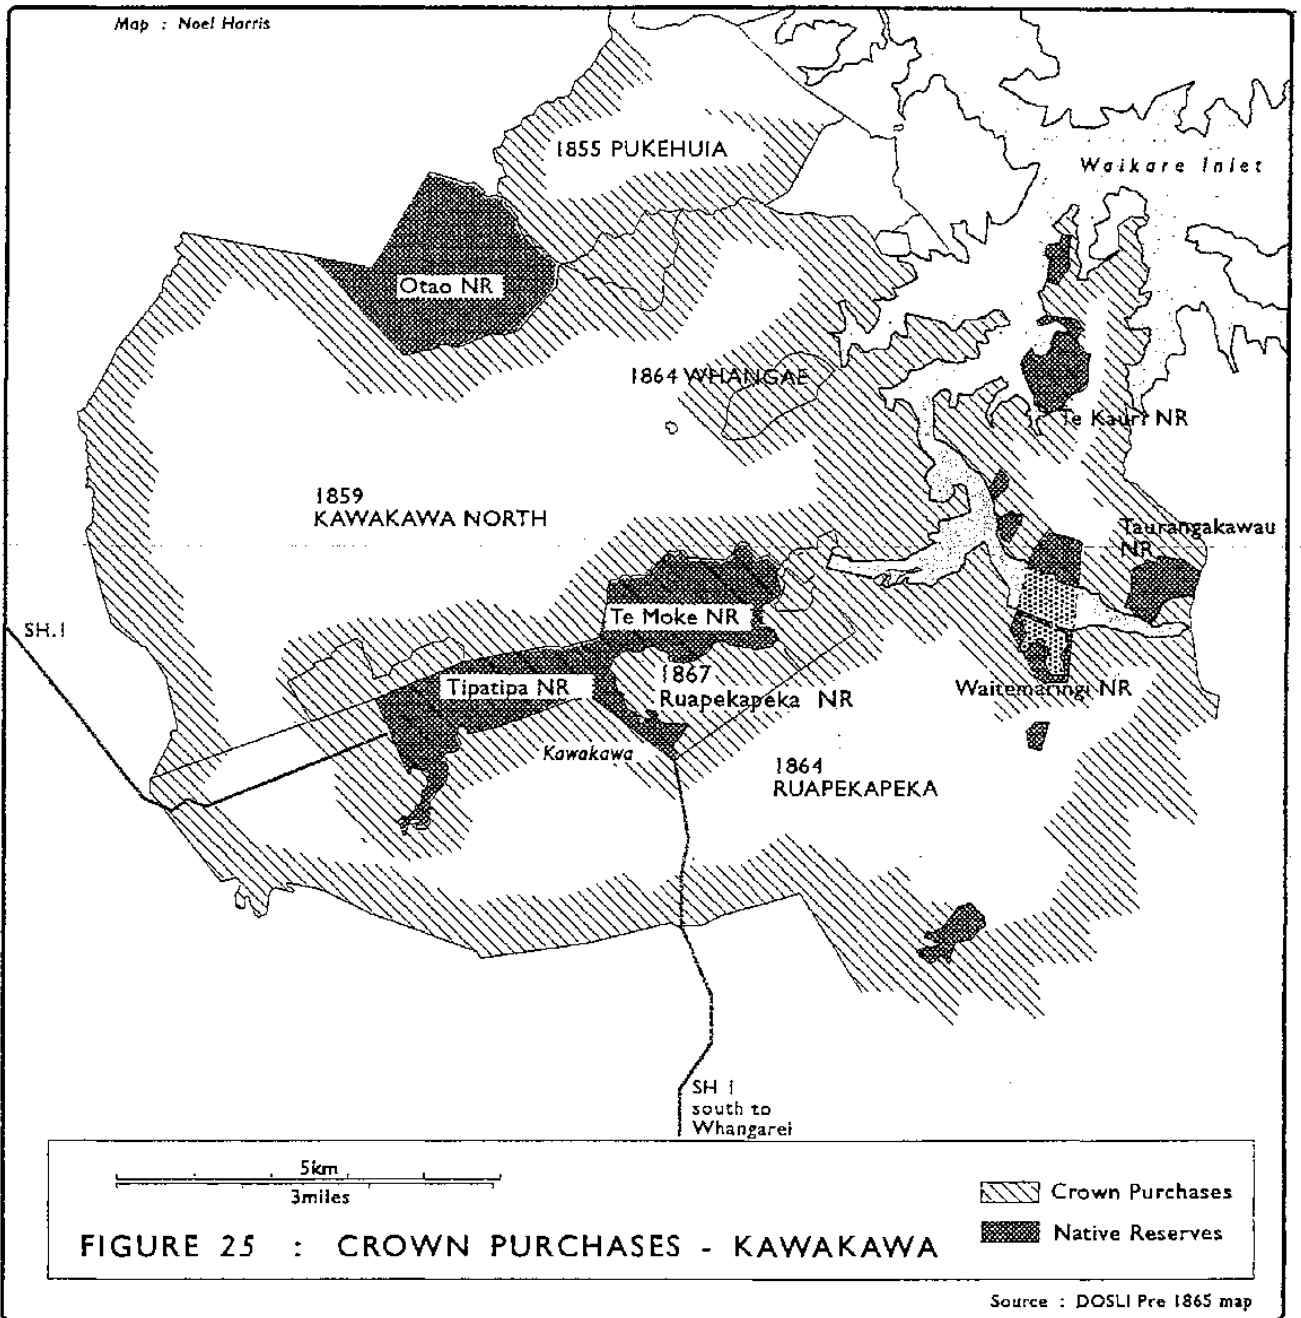 Map : Noel Harris
1855 PUKEHUIA
Waikare Inlet
Otao NR
1864 WHANGAE
Te Kauri NR
1859
KAWAKAWA NORTH
Taurangakawau
NR
SH.1
Te Moke NR
Tipatipa NR
1867
Ruapekapeka NR
Waitemaringi NR
Kawakawa
1864
RUAPEKAPEKA
SH 1
south to
Whangarei
5km
3miles
Crown Purchases
Native Reserves
FIGURE 25 : CROWN PURCHASES - KAWAKAWA
Source : DOSLI Pre 1865 map